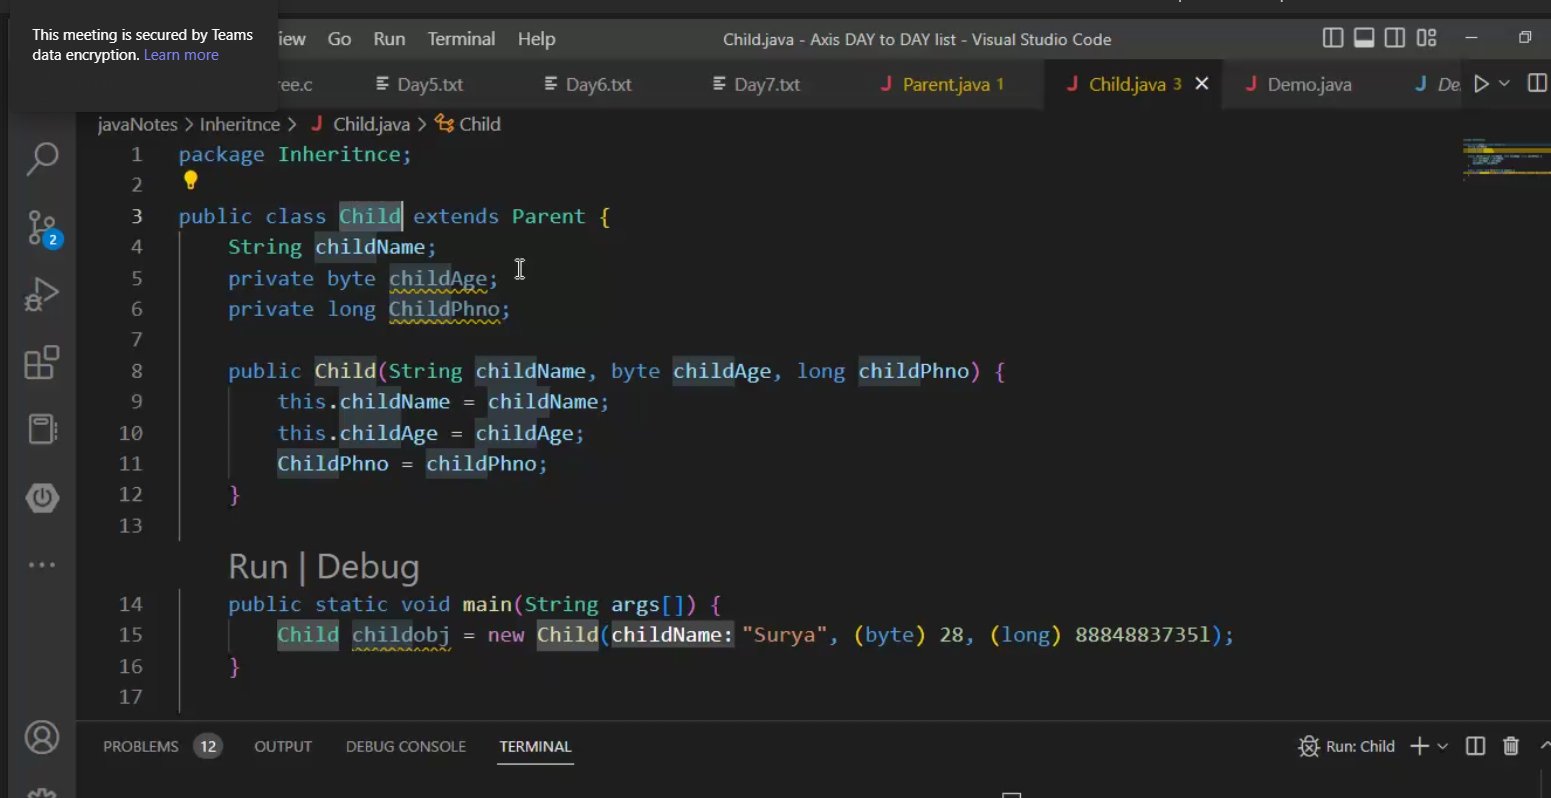 This meeting is secured by Teams
data encryption. Learn more
iew Go Run Terminal Help
Child.java - Axis DAY to DAY list - Visual Studio Code
ree.c Day5.txt Day6.txt Day7.txt Parent.java 1 Child.java 3 Demo.java De
javaNotes > Inheritnce > Child.java > Child
1 package Inheritnce;
2
3 public class Child extends Parent {
4 String childName;
5 private byte childAge;
6 private long ChildPhno;
7
8 public Child(String childName, byte childAge, long childPhno) {
9 this.childName = childName;
10 this.childAge = childAge;
11 ChildPhno = childPhno;
12 }
13
Run | Debug
14 public static void main(String args[]) {
15 Child childobj = new Child(childName: "Surya", (byte) 28, (long) 8884883735l);
16 }
17
2
PROBLEMS 12 OUTPUT DEBUG CONSOLE TERMINAL Run: Child